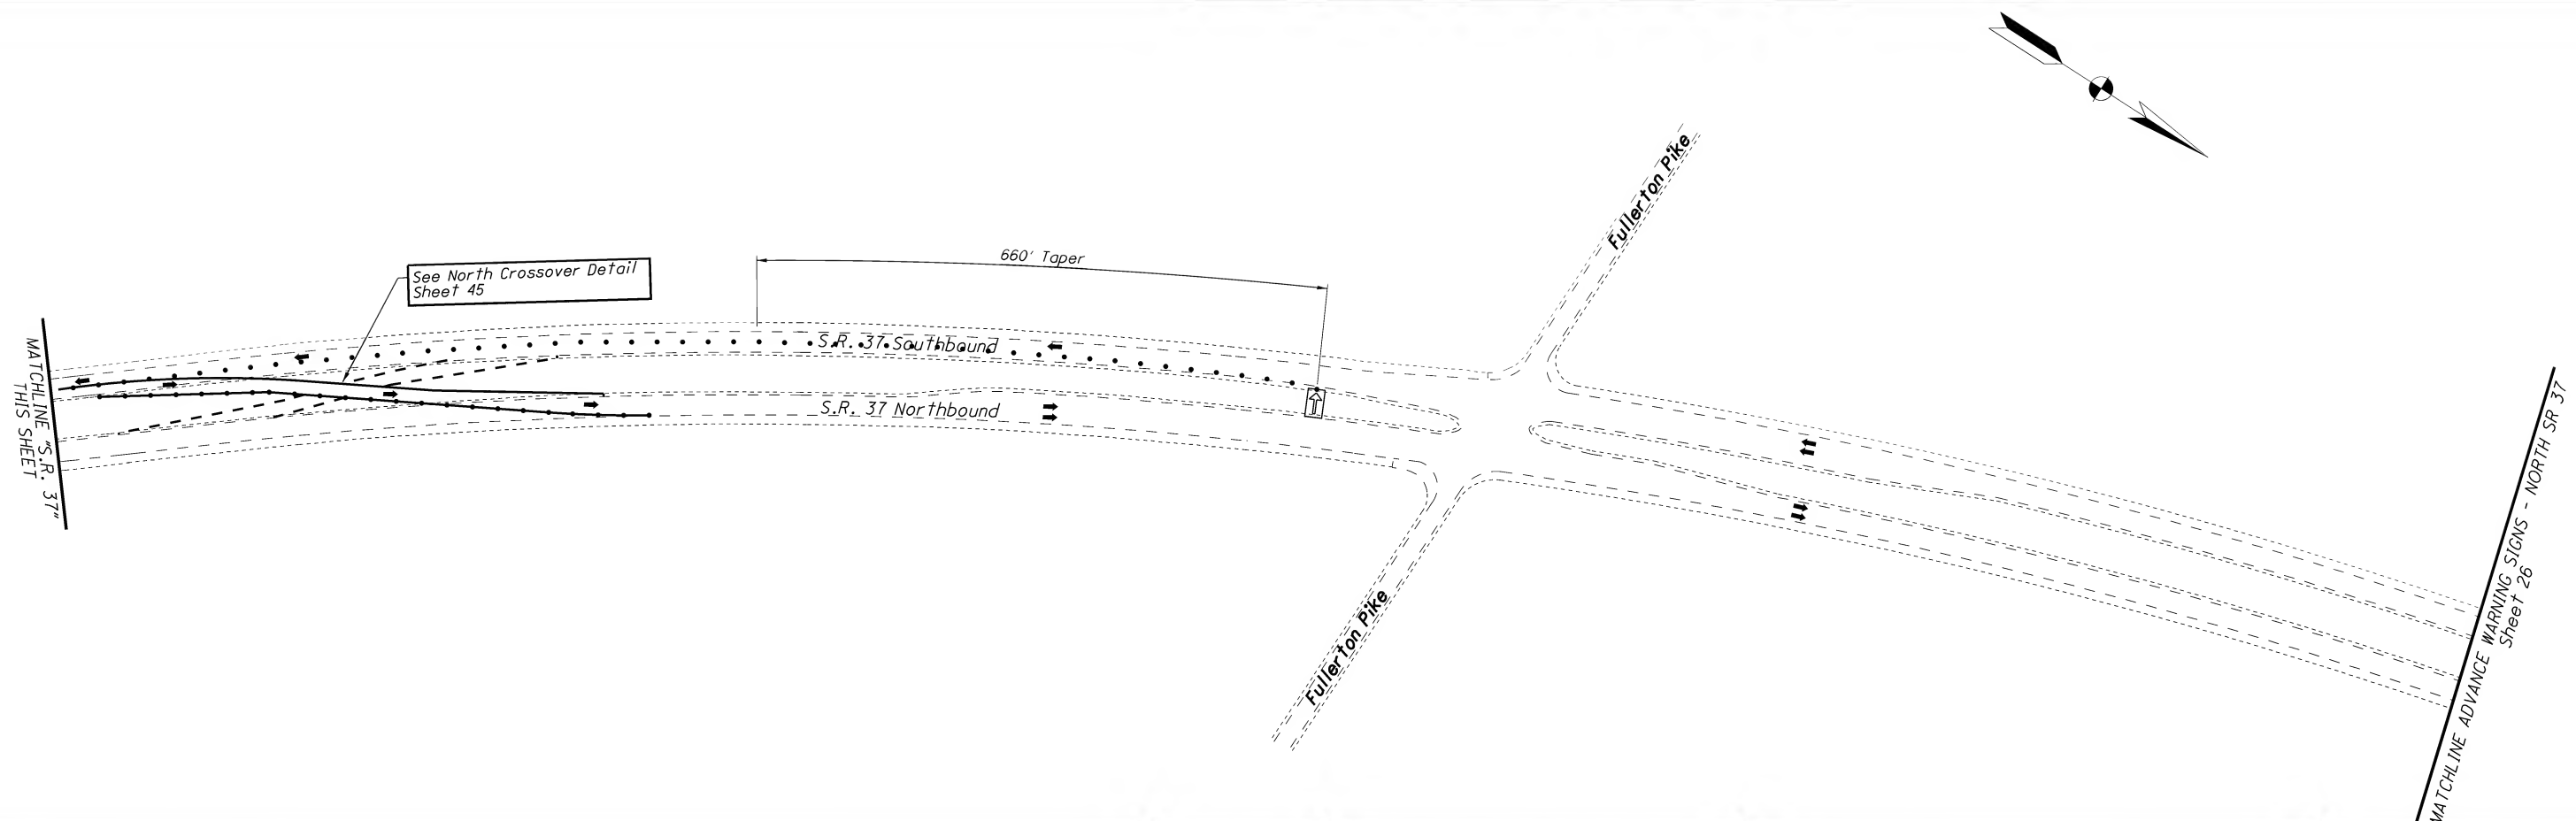 660' Taper
See North Crossover Detail
Sheet 45
Fullerton Pike
S.R. 37 Southbound
S.R. 37 Northbound
MATCHLINE "S.R. 37"
THIS SHEET
Fullerton Pike
MATCHLINE ADVANCE WARNING SIGNS - NORTH SR 37
Sheet 26